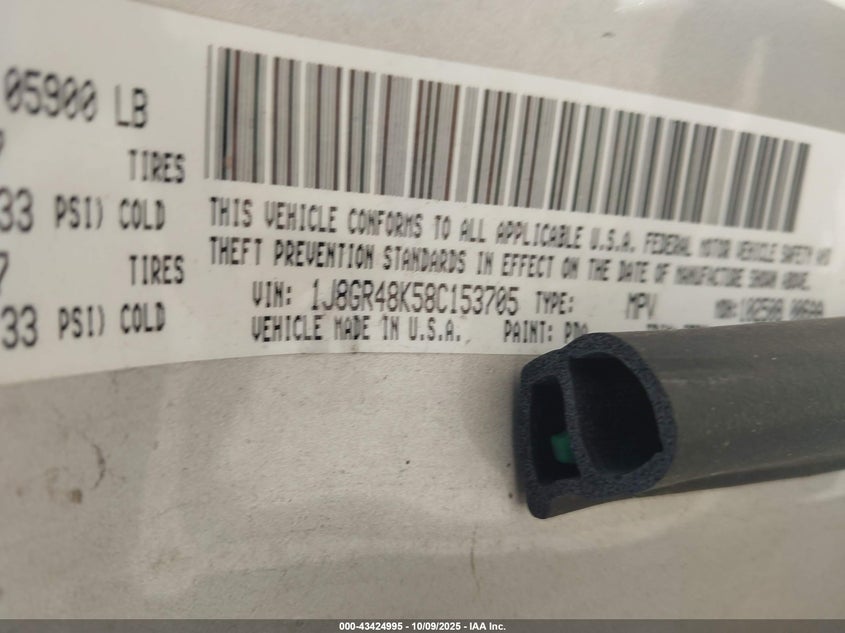 05900 LB
TIRES
33 PSI) COLD
TIRES
33 PSI) COLD
THIS VEHICLE CONFORMS TO ALL APPLICABLE U.S.A. FEDERAL MOTOR VEHICLE SAFETY AND
THEFT PREVENTION STANDARDS IN EFFECT ON THE DATE OF MANUFACTURE SHOWN ABOVE.
VIN: 1J8GR48K58C153705 TYPE: MPV MDH:
VEHICLE MADE IN U.S.A. PAINT:
000-43424995 - 10/09/2025 - IAA Inc.